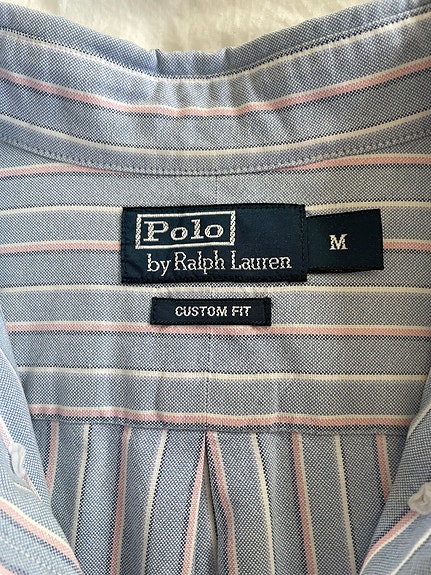 Polo
by Ralph Lauren
M
CUSTOM FIT